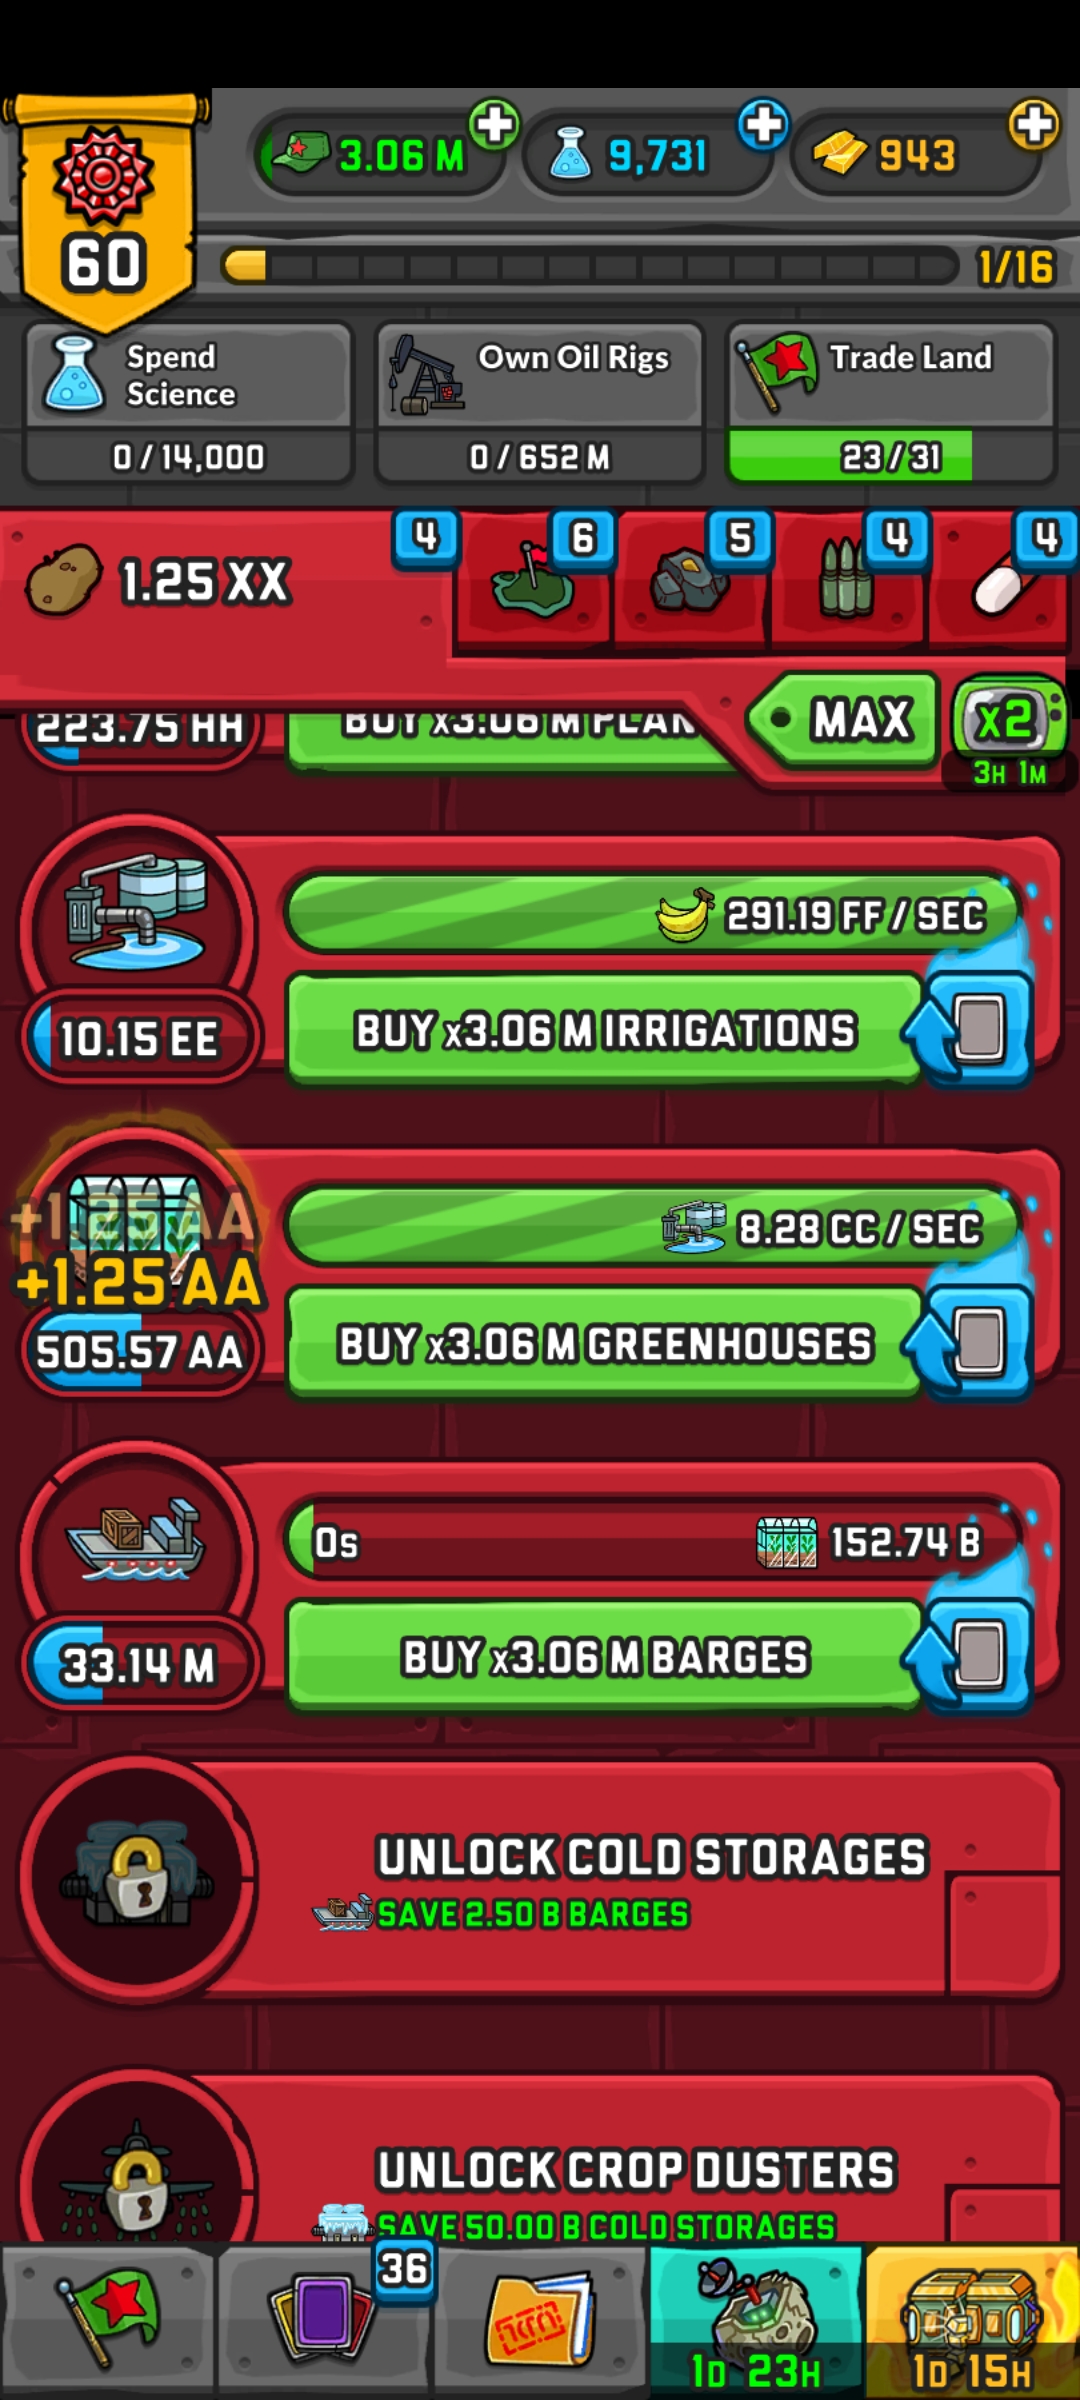 3.06 M
9,731
943
60
1/16
Spend
Science
0/14,000
Own Oil Rigs
0/652 M
Trade Land
23/31
1.25 XX
4
6
5
4
4
MAX
x2
3H 1M
223.75 HH
BUY x3.06 M PLAN
291.19 FF/SEC
10.15 EE
BUY x3.06 M IRRIGATIONS
+1.25 AA
+1.25 AA
8.28 CC/SEC
505.57 AA
BUY x3.06 M GREENHOUSES
0s
152.74 B
33.14 M
BUY x3.06 M BARGES
UNLOCK COLD STORAGES
SAVE 2.50 B BARGES
UNLOCK CROP DUSTERS
SAVE 50.00 B COLD STORAGES
36
1D 23H
1D 15H